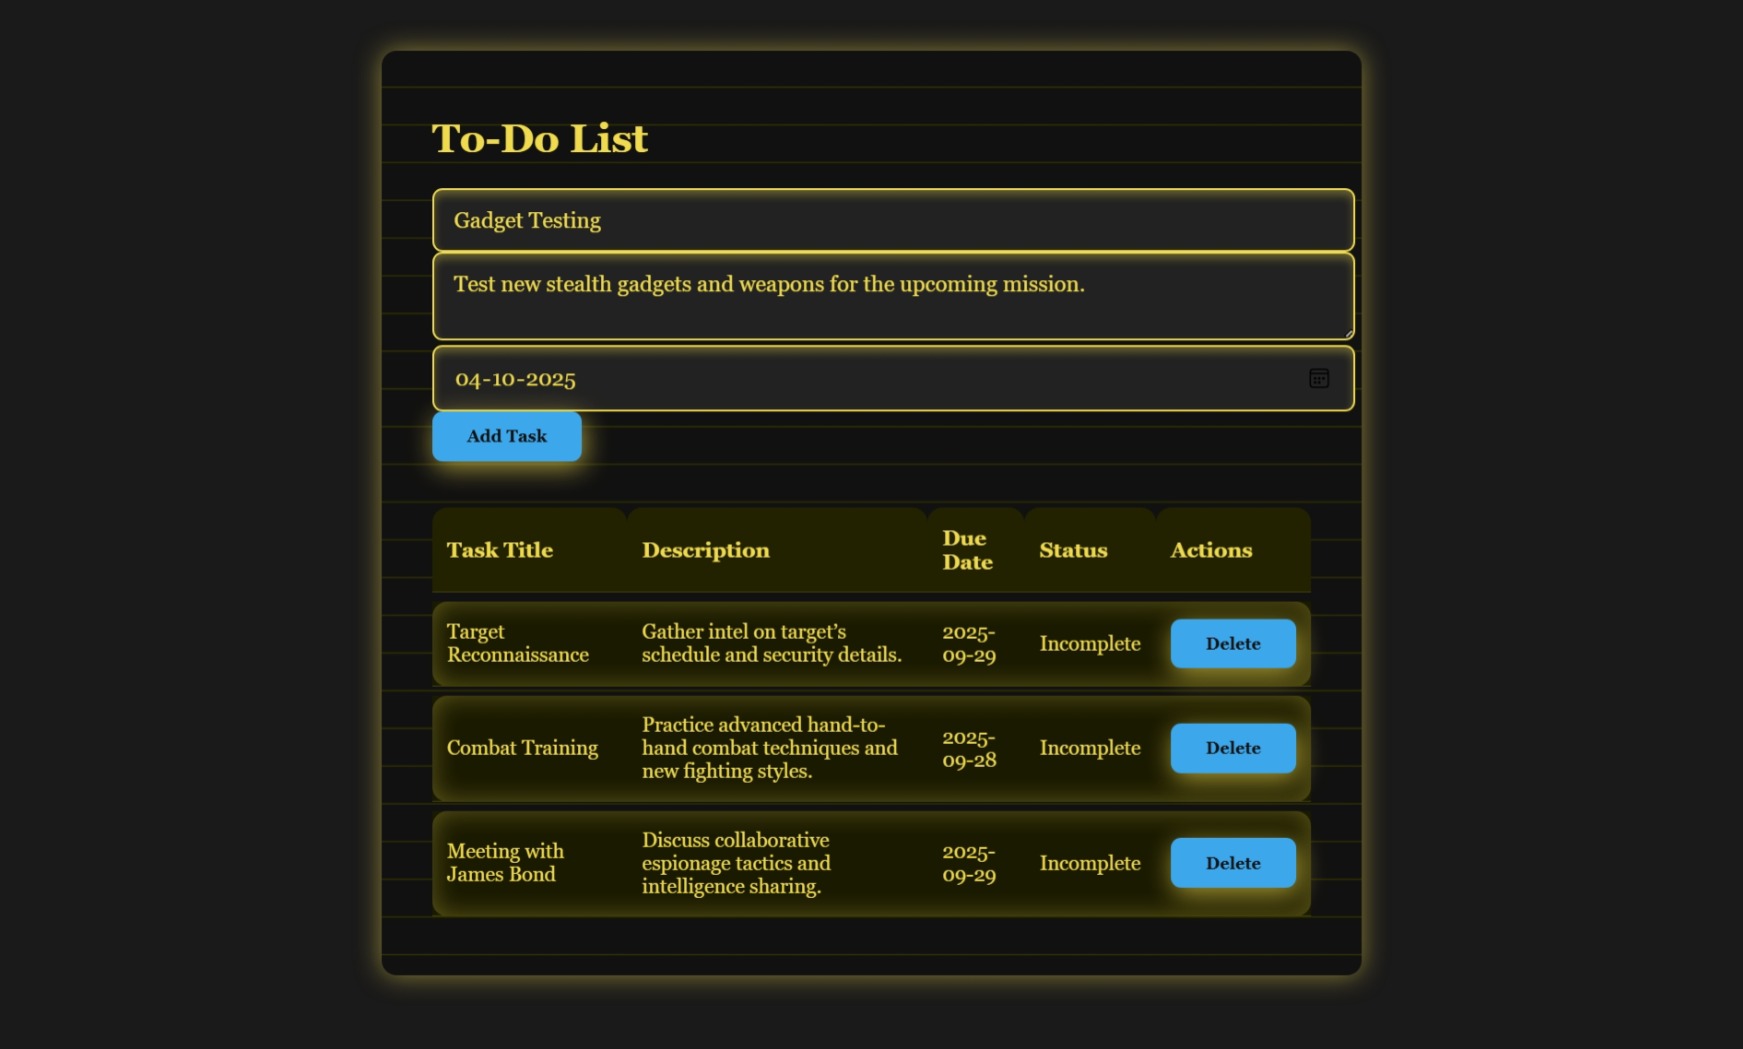 To-Do List
Gadget Testing
Test new stealth gadgets and weapons for the upcoming mission.
04-10-2025
Add Task
Task Title
Description
Due
Date
Status
Actions
Target
Reconnaissance
Gather intel on target’s
schedule and security details.
2025-
09-29
Incomplete
Delete
Combat Training
Practice advanced hand-to-
hand combat techniques and
new fighting styles.
2025-
09-28
Incomplete
Delete
Meeting with
James Bond
Discuss collaborative
espionage tactics and
intelligence sharing.
2025-
09-29
Incomplete
Delete